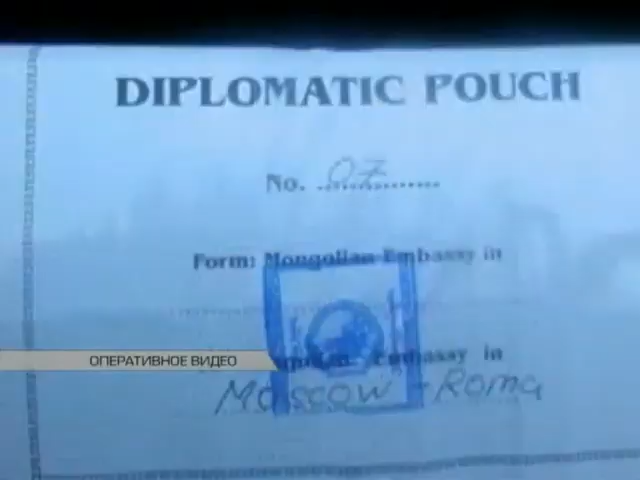 DIPLOMATIC POUCH
No. 07
Form: Mongolian Embassy in
ОПЕРАТИВНОЕ ВИДЕО
Embassy in
Moscow - Roma